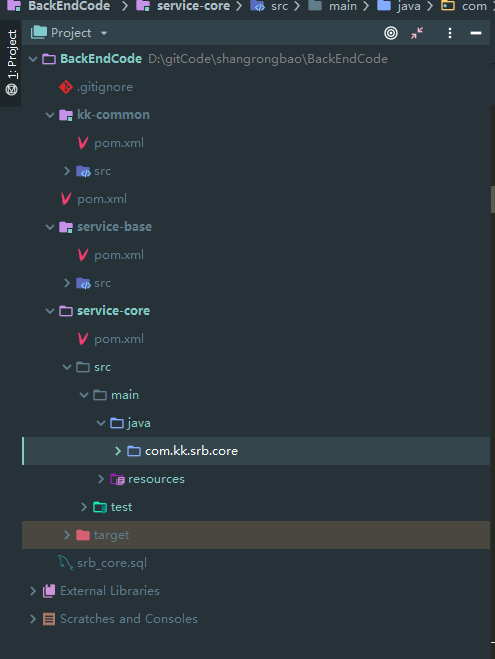 BackEndCode > service-core > src > main > java > com
1: Project
Project
BackEndCode D:\gitCode\shangrongbao\BackEndCode
.gitignore
kk-common
pom.xml
src
pom.xml
service-base
pom.xml
src
service-core
pom.xml
src
main
java
com.kk.srb.core
resources
test
target
srb_core.sql
External Libraries
Scratches and Consoles